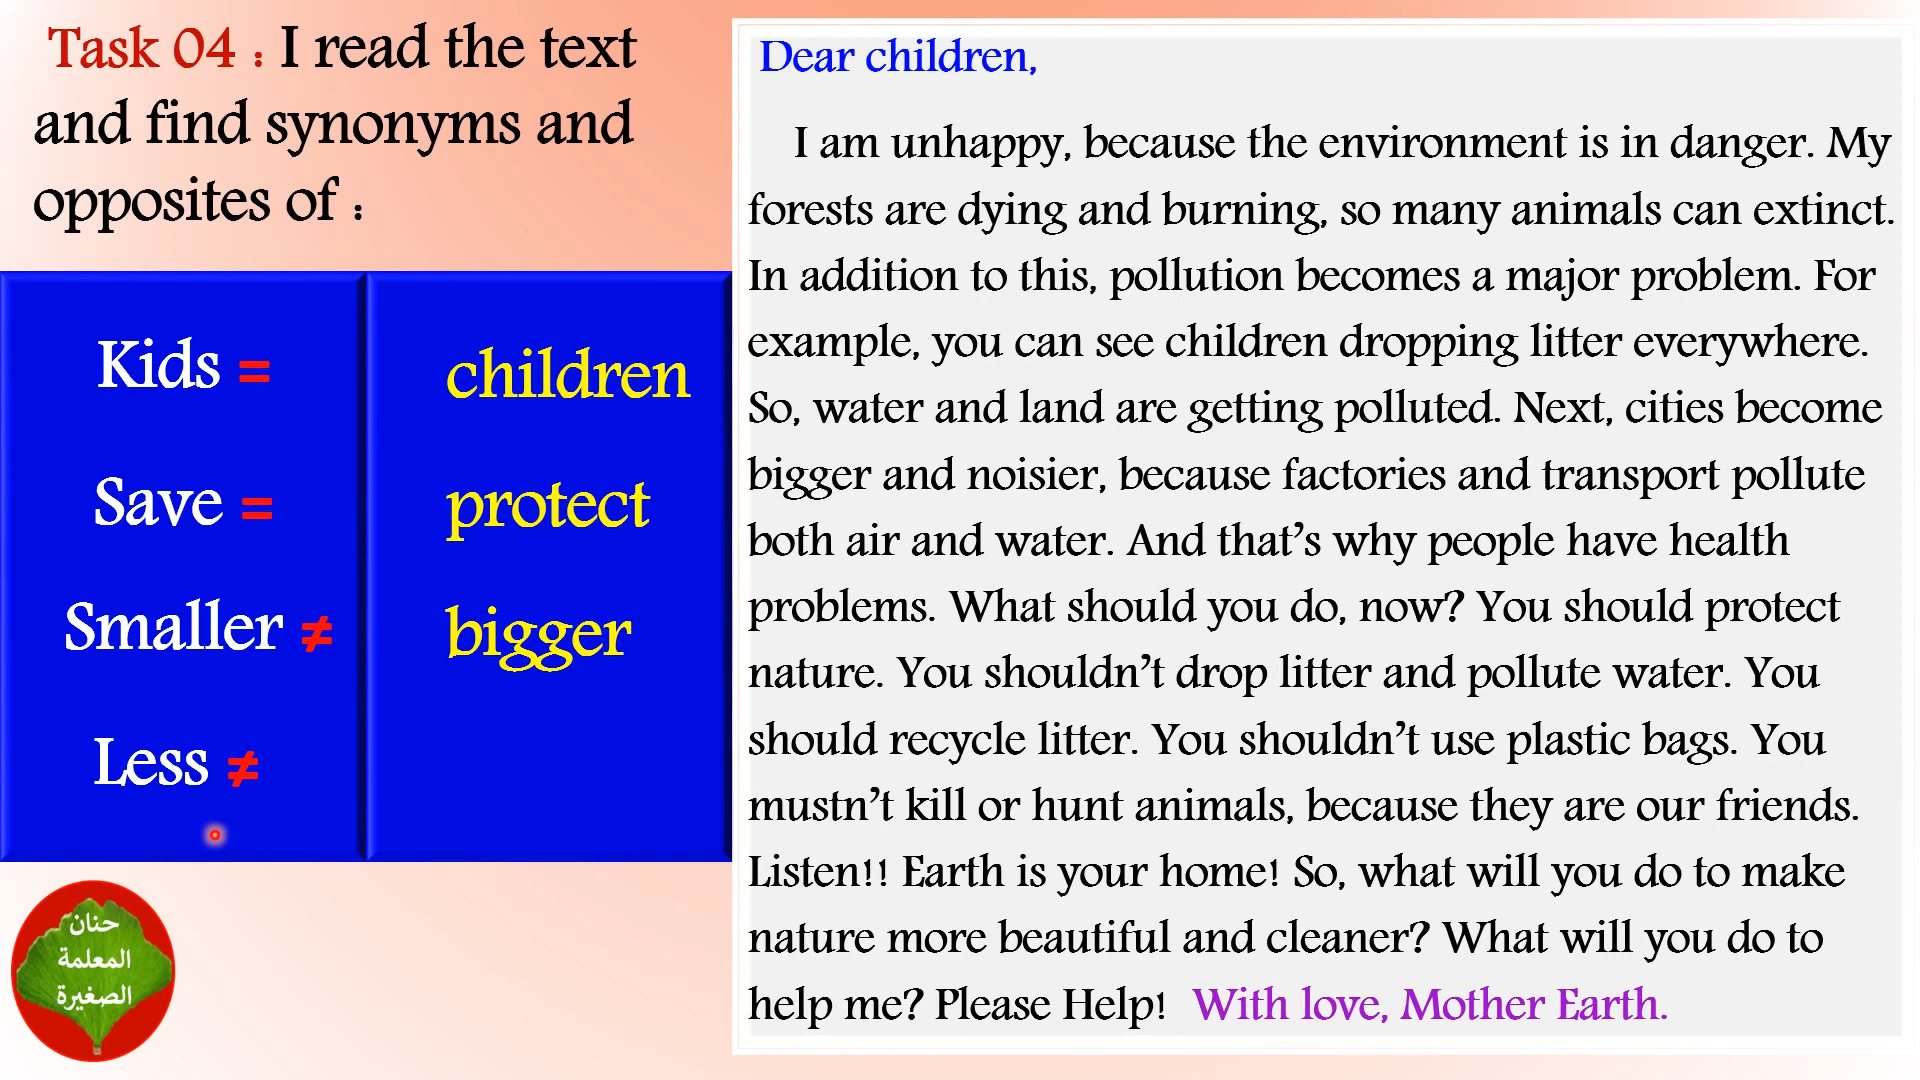 Task 04 : I read the text
and find synonyms and
opposites of :
Kids = children
Save = protect
Smaller ≠ bigger
Less ≠
حنان
المعلمة
الصغيرة
Dear children,
I am unhappy, because the environment is in danger. My
forests are dying and burning, so many animals can extinct.
In addition to this, pollution becomes a major problem. For
example, you can see children dropping litter everywhere.
So, water and land are getting polluted. Next, cities become
bigger and noisier, because factories and transport pollute
both air and water. And that’s why people have health
problems. What should you do, now? You should protect
nature. You shouldn’t drop litter and pollute water. You
should recycle litter. You shouldn’t use plastic bags. You
mustn’t kill or hunt animals, because they are our friends.
Listen!! Earth is your home! So, what will you do to make
nature more beautiful and cleaner? What will you do to
help me? Please Help! With love, Mother Earth.